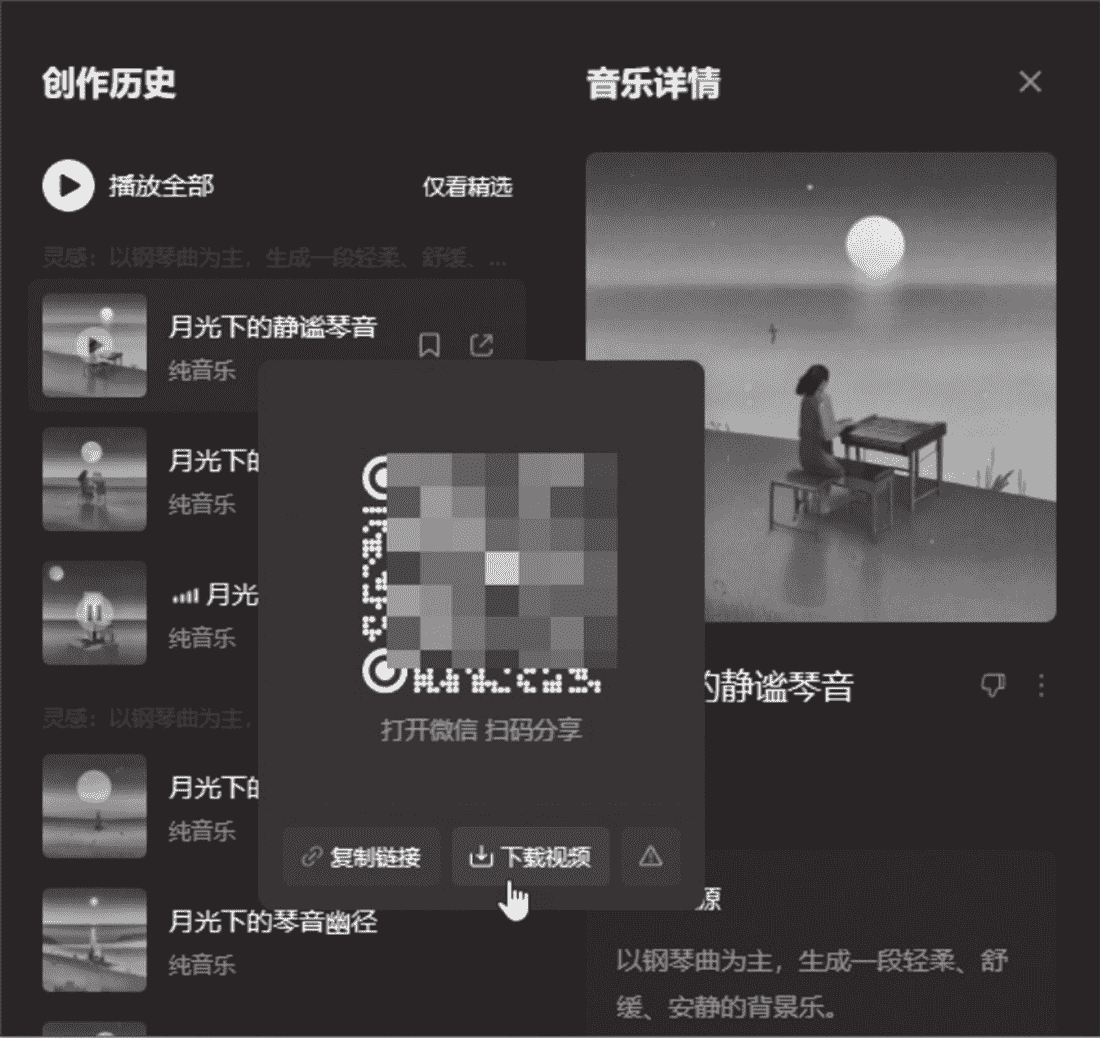 创作历史
播放全部
仅看精选
灵感：以钢琴曲为主，生成一段轻柔、舒缓、...
月光下的静谧琴音
纯音乐
月光下的
纯音乐
月光
纯音乐
灵感：以钢琴曲为主，
月光下的
纯音乐
月光下的琴音幽径
纯音乐
打开微信 扫码分享
复制链接
下载视频
音乐详情
的静谧琴音
源
以钢琴曲为主，生成一段轻柔、舒
缓、安静的背景乐。